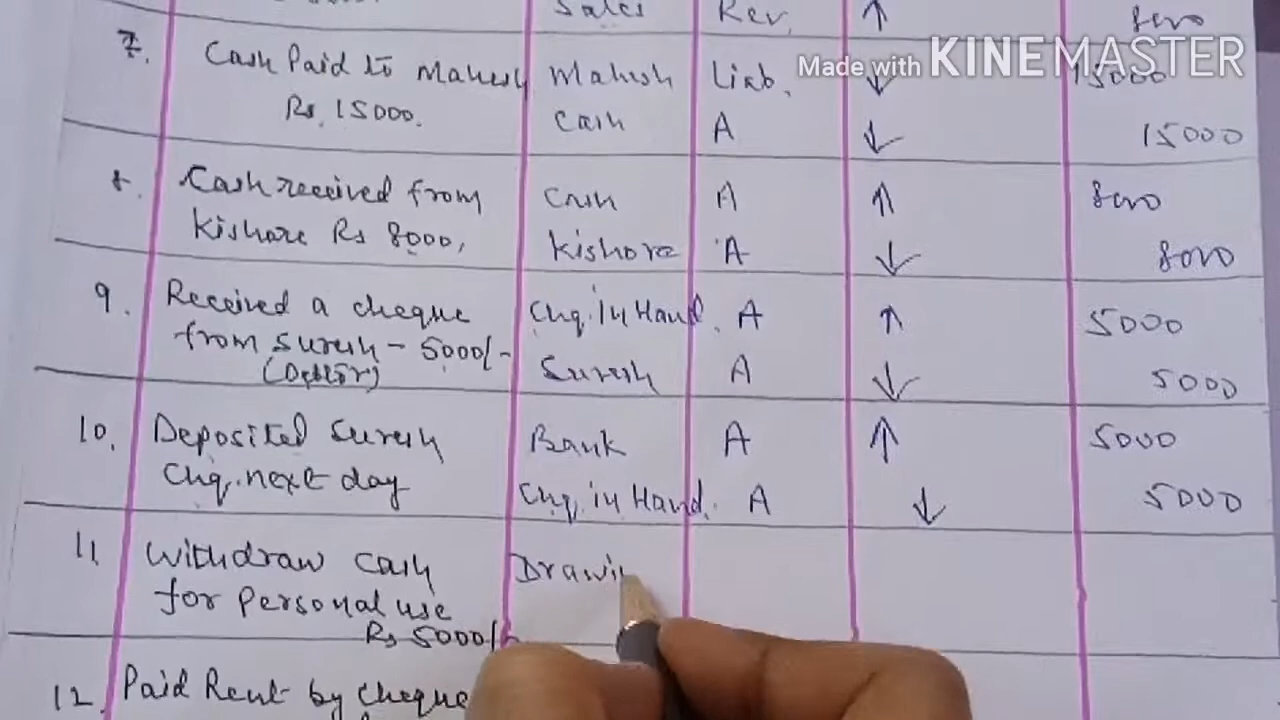 Sales Rev. ↑ 8000
Made with KINEMASTER
7. Cash Paid to Mahesh Mahesh Liab. ↓ 15000
Rs. 15000. Cash A ↓ 15000
8. Cash received from Cash A ↑ 8000
Kishore Rs 8000, Kishore A ↓ 8000
9. Received a cheque Chq. in Hand. A ↑ 5000
from Suresh - 5000/- Suresh A ↓ 5000
(Debtor)
10. Deposited Suresh Bank A ↑ 5000
Chq. next day Chq. in Hand. A ↓ 5000
11. Withdraw Cash Drawin
for Personal use
Rs 5000/-
12. Paid Rent by Cheque